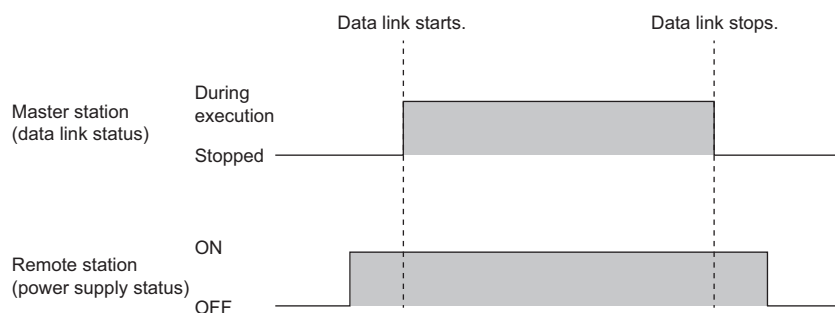 Data link starts.
Data link stops.
During
execution
Master station
(data link status)
Stopped
ON
Remote station
(power supply status)
OFF